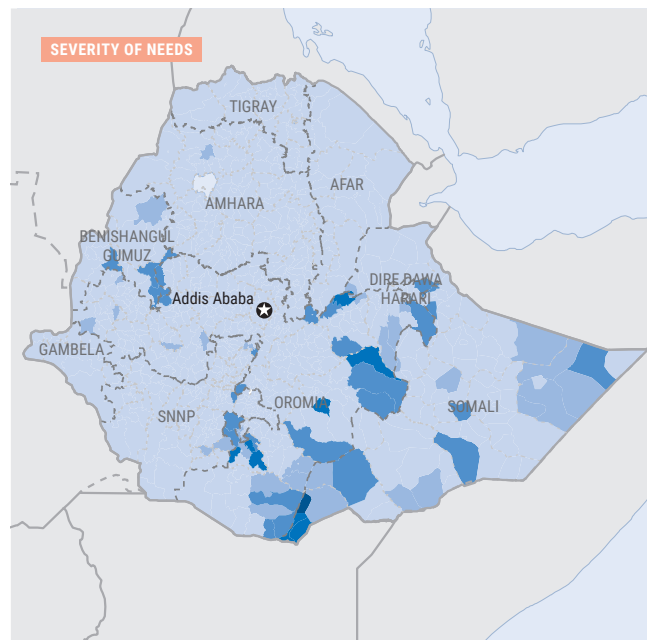 SEVERITY OF NEEDS
TIGRAY
AFAR
AMHARA
BENISHANGUL
GUMUZ
DIRE DAWA
HARARI
Addis Ababa
GAMBELA
SNNP
OROMIA
SOMALI